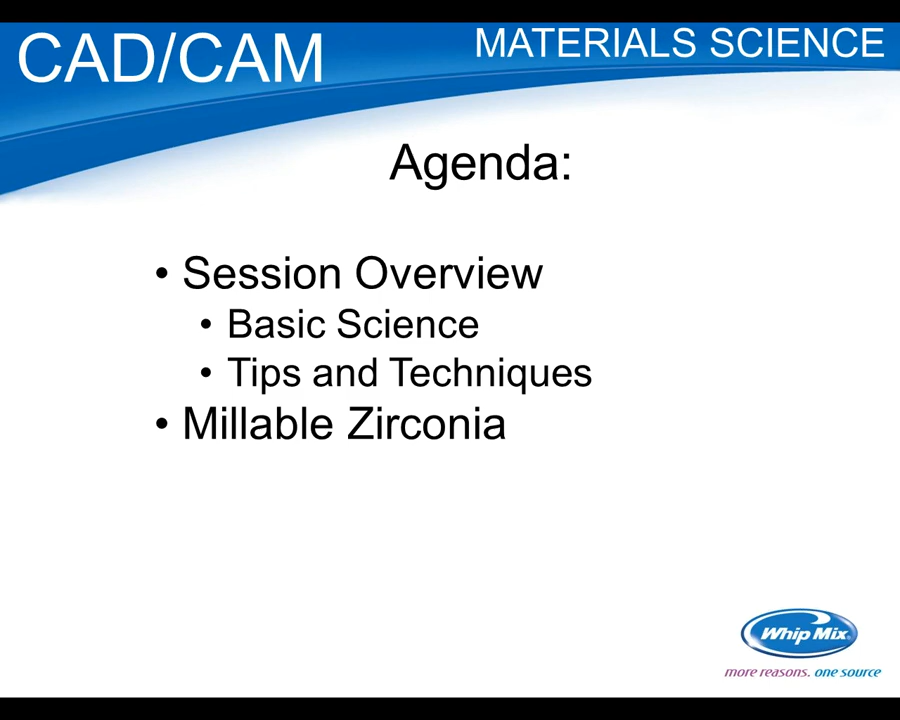 CAD/CAM
MATERIALS SCIENCE
Agenda:
• Session Overview
• Basic Science
• Tips and Techniques
• Millable Zirconia
Whip Mix
more reasons. one source